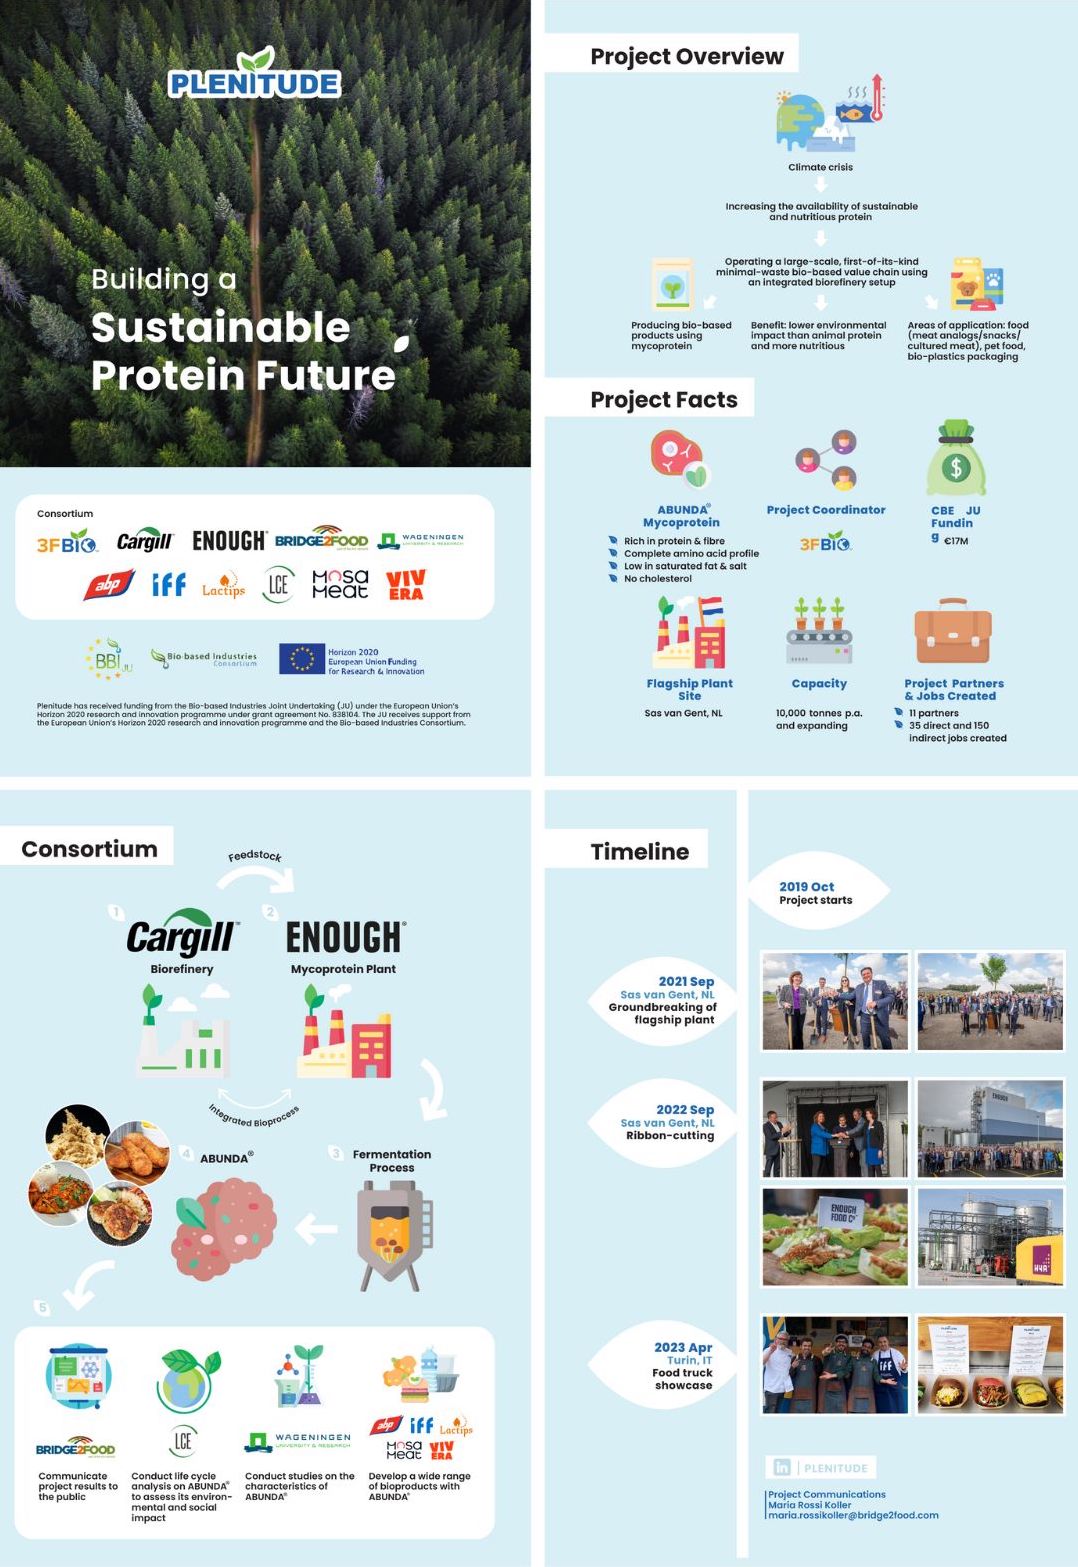 PLENITUDE
Building a
Sustainable
Protein Future
Consortium
3FBIO
Cargill™
ENOUGH®
BRIDGE2FOOD
WAGENINGEN
UNIVERSITY & RESEARCH
abp
iff
Lactips
LCE
Mosa
Meat
VIV
ERA
BBI JU
Bio-based Industries
Consortium
Horizon 2020
European Union Funding
for Research & Innovation
Plenitude has received funding from the Bio-based Industries Joint Undertaking (JU) under the European Union's
Horizon 2020 research and innovation programme under grant agreement No. 838104. The JU receives support from
the European Union's Horizon 2020 research and innovation programme and the Bio-based Industries Consortium.
Project Overview
Climate crisis
Increasing the availability of sustainable
and nutritious protein
Operating a large-scale, first-of-its-kind
minimal-waste bio-based value chain using
an integrated biorefinery setup
Producing bio-based
products using
mycoprotein
Benefit: lower environmental
impact than animal protein
and more nutritious
Areas of application: food
(meat analogs/snacks/
cultured meat), pet food,
bio-plastics packaging
Project Facts
$
ABUNDA®
Mycoprotein
Rich in protein & fibre
Complete amino acid profile
Low in saturated fat & salt
No cholesterol
Project Coordinator
3FBIO
CBE JU
Fundin
g €17M
Flagship Plant
Site
Sas van Gent, NL
Capacity
10,000 tonnes p.a.
and expanding
Project Partners
& Jobs Created
11 partners
35 direct and 150
indirect jobs created
Consortium
Feedstock
1
Cargill™
Biorefinery
2
ENOUGH®
Mycoprotein Plant
Integrated Bioprocess
4
ABUNDA®
3
Fermentation
Process
5
BRIDGE2FOOD
Communicate
project results to
the public
LCE
Conduct life cycle
analysis on ABUNDA®
to assess its environ-
mental and social
impact
WAGENINGEN
UNIVERSITY & RESEARCH
Conduct studies on the
characteristics of
ABUNDA®
abp
iff
Lactips
Mosa
Meat
VIV
ERA
Develop a wide range
of bioproducts with
ABUNDA®
Timeline
2019 Oct
Project starts
2021 Sep
Sas van Gent, NL
Groundbreaking of
flagship plant
2022 Sep
Sas van Gent, NL
Ribbon-cutting
ENOUGH
ENOUGH
FOOD Co
HYR
2023 Apr
Turin, IT
Food truck
showcase
iff
PLENITUDE
in | PLENITUDE
Project Communications
Maria Rossi Koller
maria.rossikoller@bridge2food.com